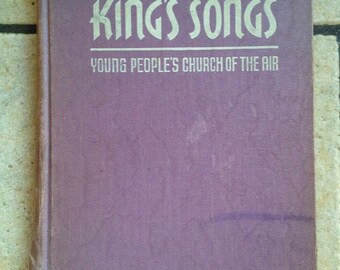 KING'S SONGS
YOUNG PEOPLE'S CHURCH OF THE AIR